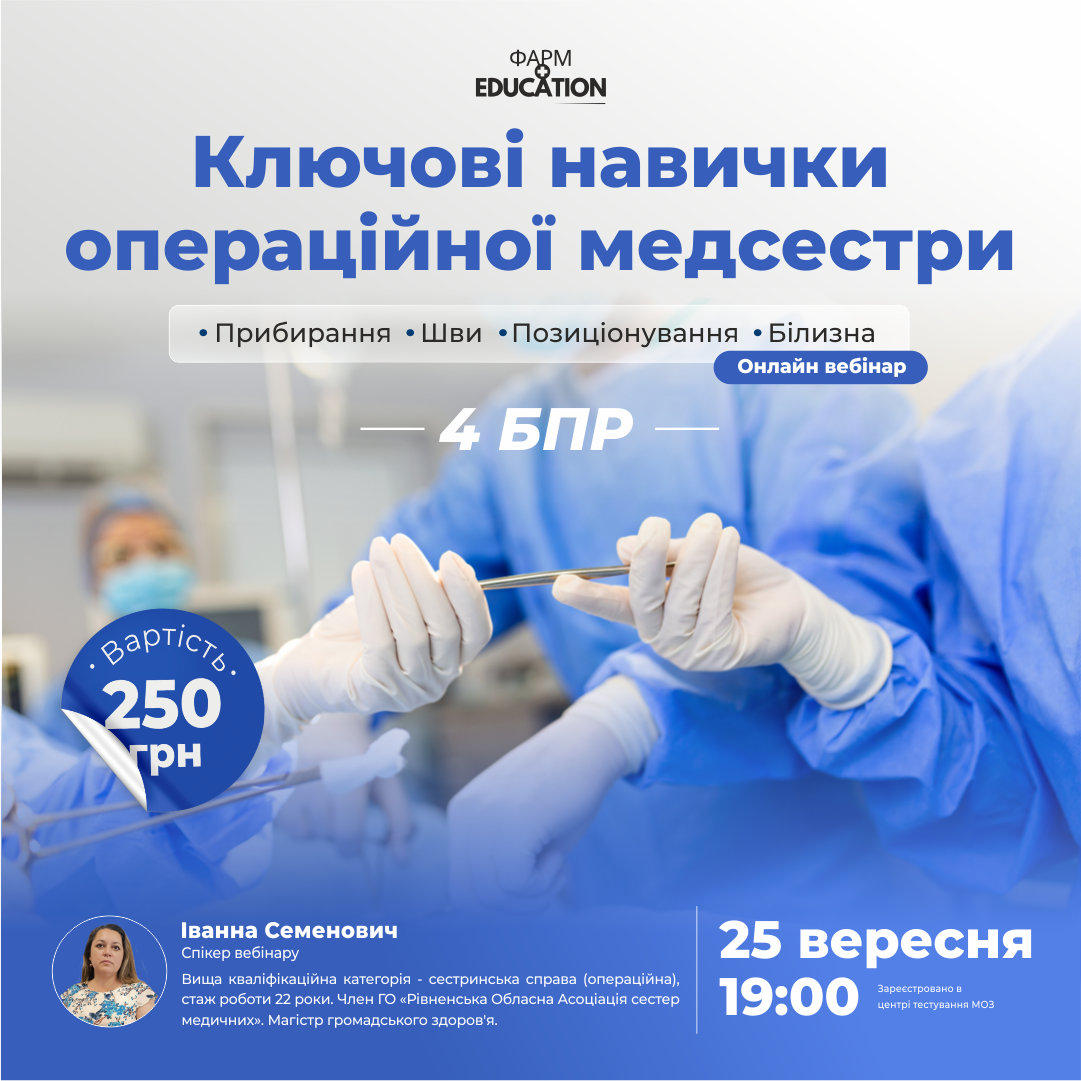 ФАРМ
EDUCATION
Ключові навички
операційної медсестри
• Прибирання • Шви • Позиціонування • Білизна
Онлайн вебінар
4 БПР
• Вартість •
250
грн
Іванна Семенович
Спікер вебінару
Вища кваліфікаційна категорія - сестринська справа (операційна),
стаж роботи 22 роки. Член ГО «Рівненська Обласна Асоціація сестер
медичних». Магістр громадського здоров'я.
25 вересня
19:00
Зареєстровано в
центрі тестування МОЗ